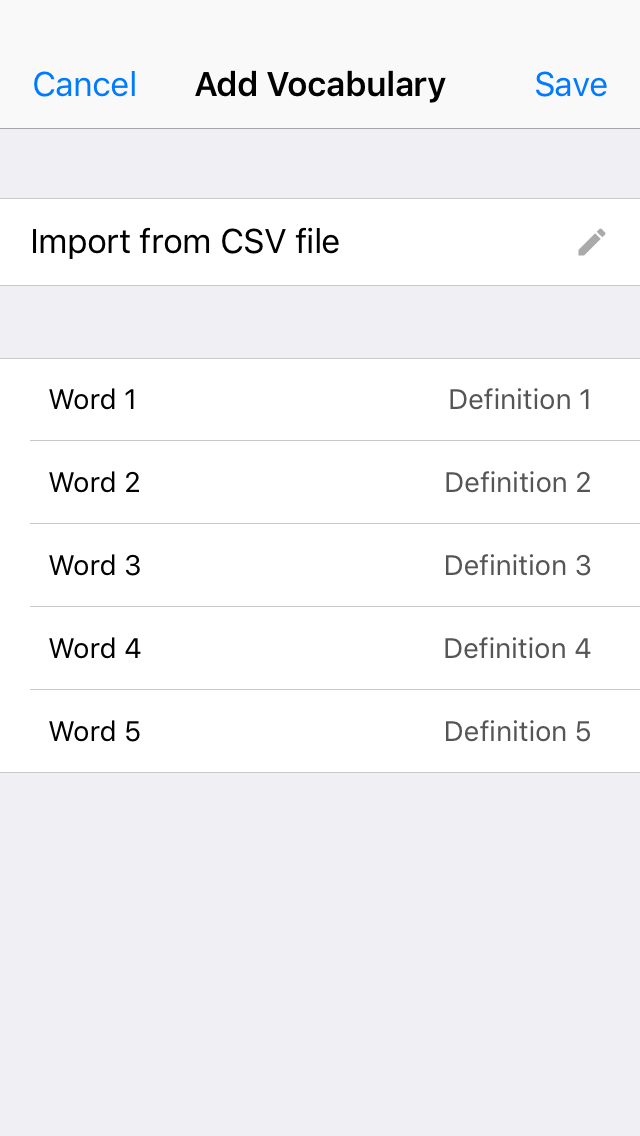 Cancel Add Vocabulary Save
Import from CSV file
Word 1 Definition 1
Word 2 Definition 2
Word 3 Definition 3
Word 4 Definition 4
Word 5 Definition 5